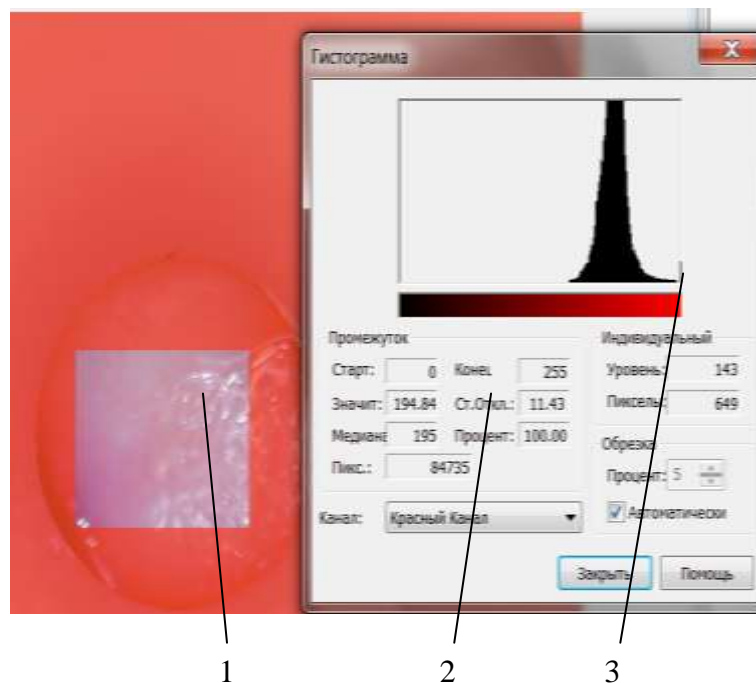 Гистограмма
X
Промежуток
Индивидуальный
Старт: 0 Конец 255
Уровень: 143
Значит: 194.84 Ст.Откл.: 11.43
Пиксель: 649
Медиана 195 Процент: 100.00
Обрезка
Пикс.: 84735
Процент: 5
Канал: Красный Канал
Автоматически
Закрыть Помощь
1 2 3